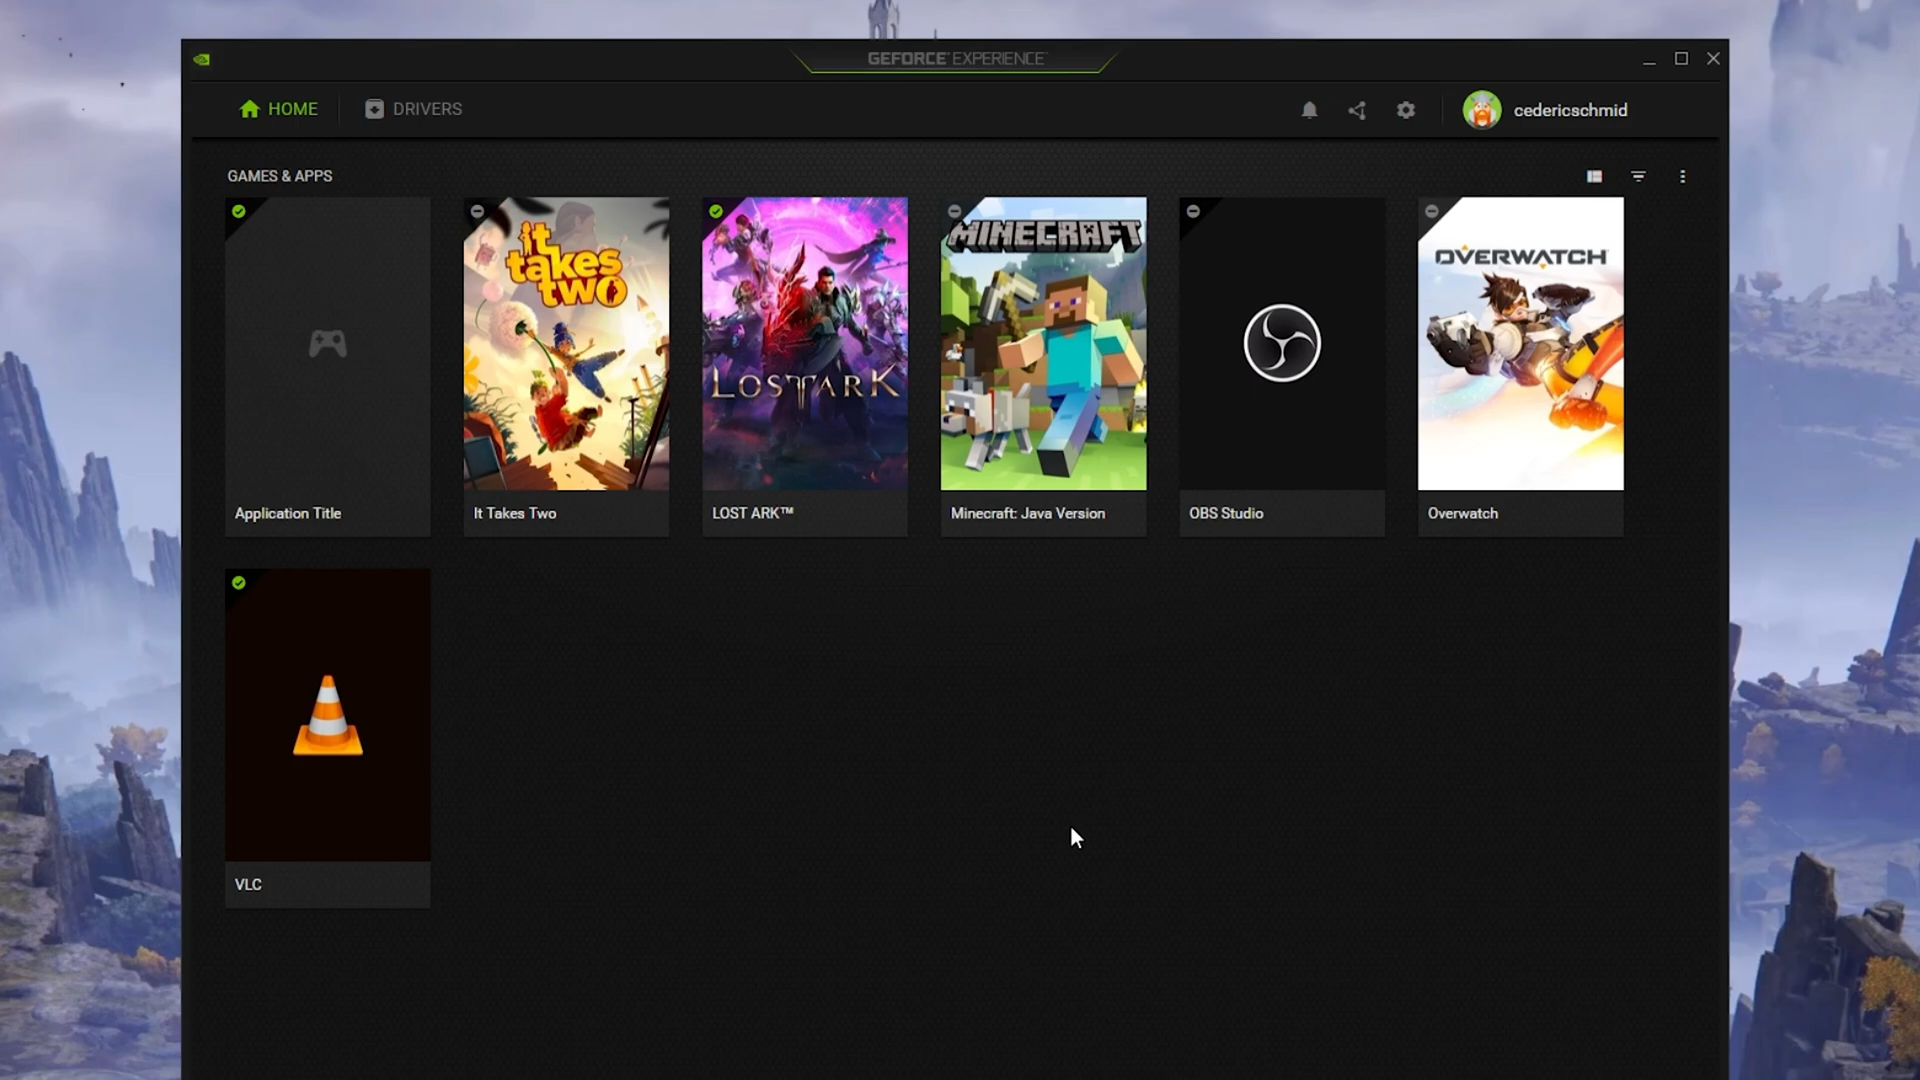 GEFORCE EXPERIENCE
HOME
DRIVERS
cedericschmid
GAMES & APPS
it takes two
LOST ARK
MINECRAFT
OVERWATCH
Application Title
It Takes Two
LOST ARK™
Minecraft: Java Version
OBS Studio
Overwatch
VLC